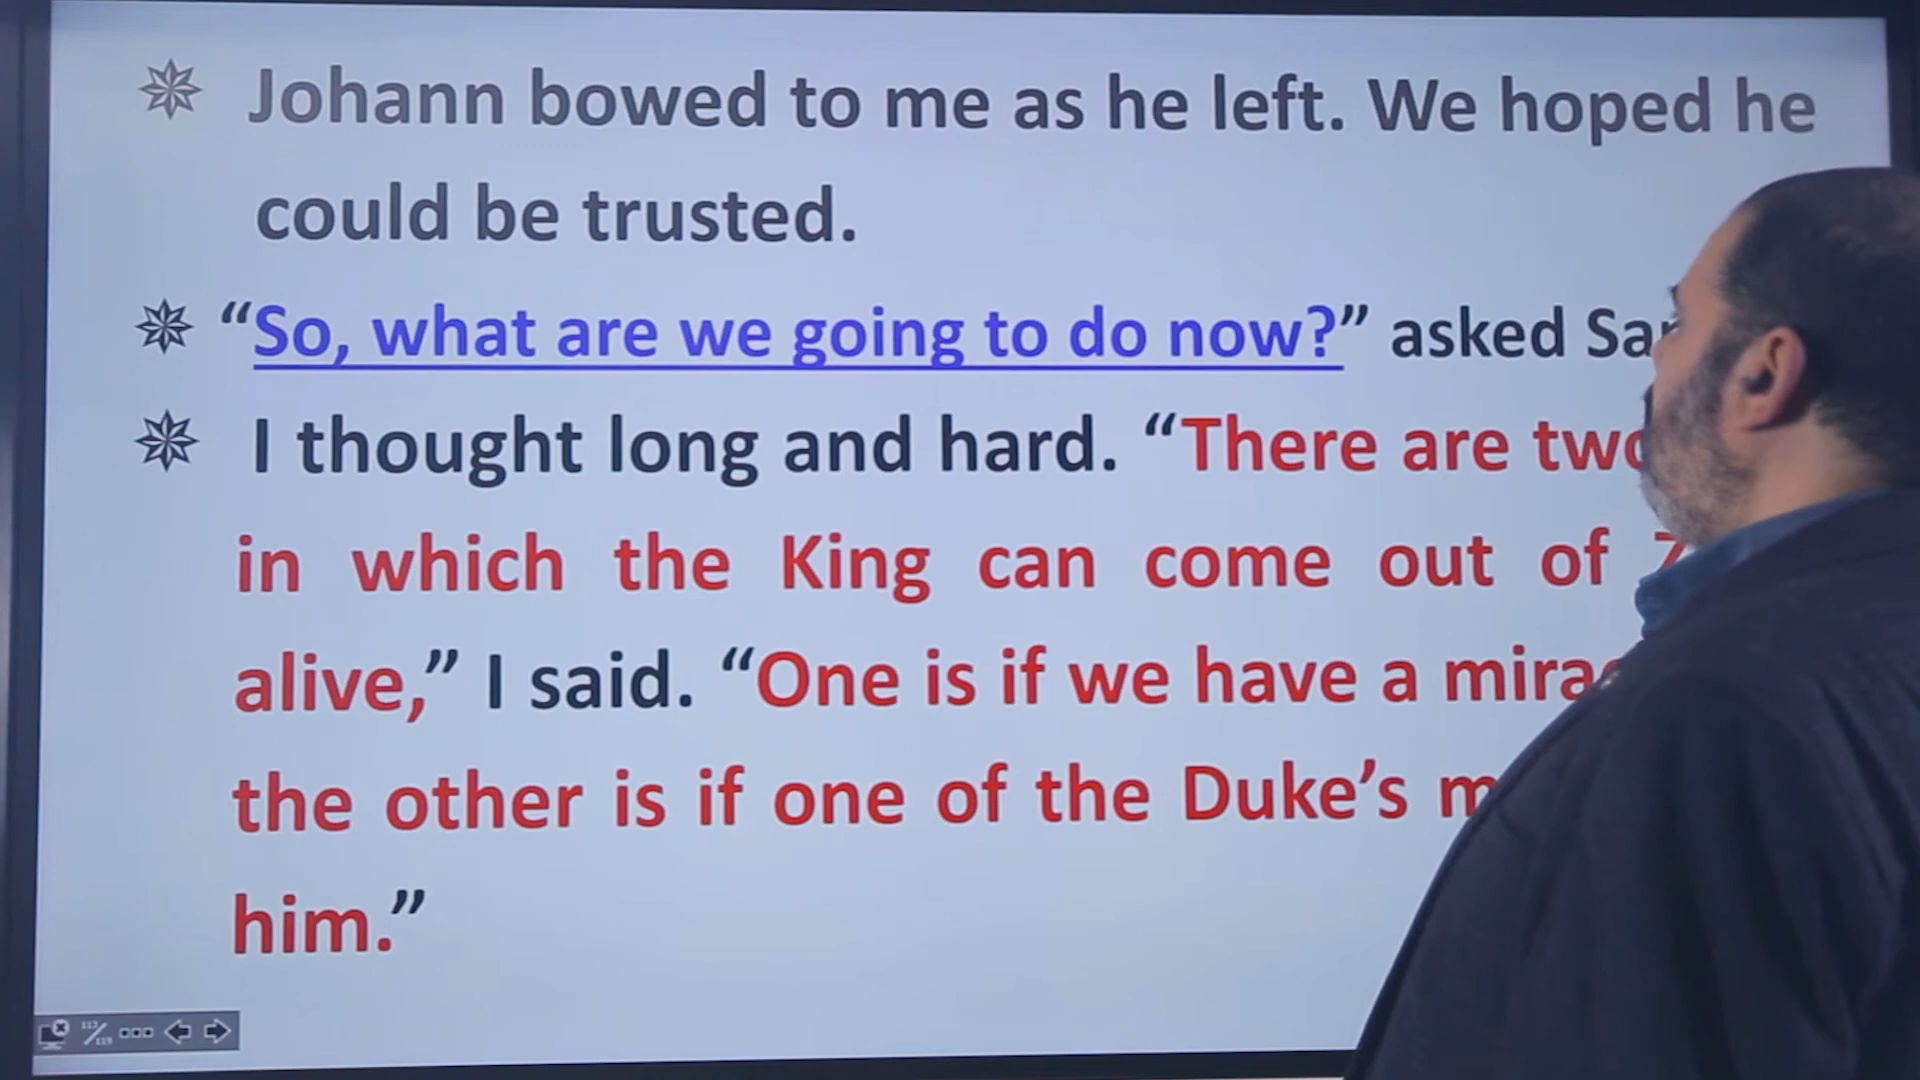 Johann bowed to me as he left. We hoped he
could be trusted.
“So, what are we going to do now?” asked
I thought long and hard. “There are
in which the King can come out of
alive,” I said. “One is if we have a
the other is if one of the Duke’s
him.”